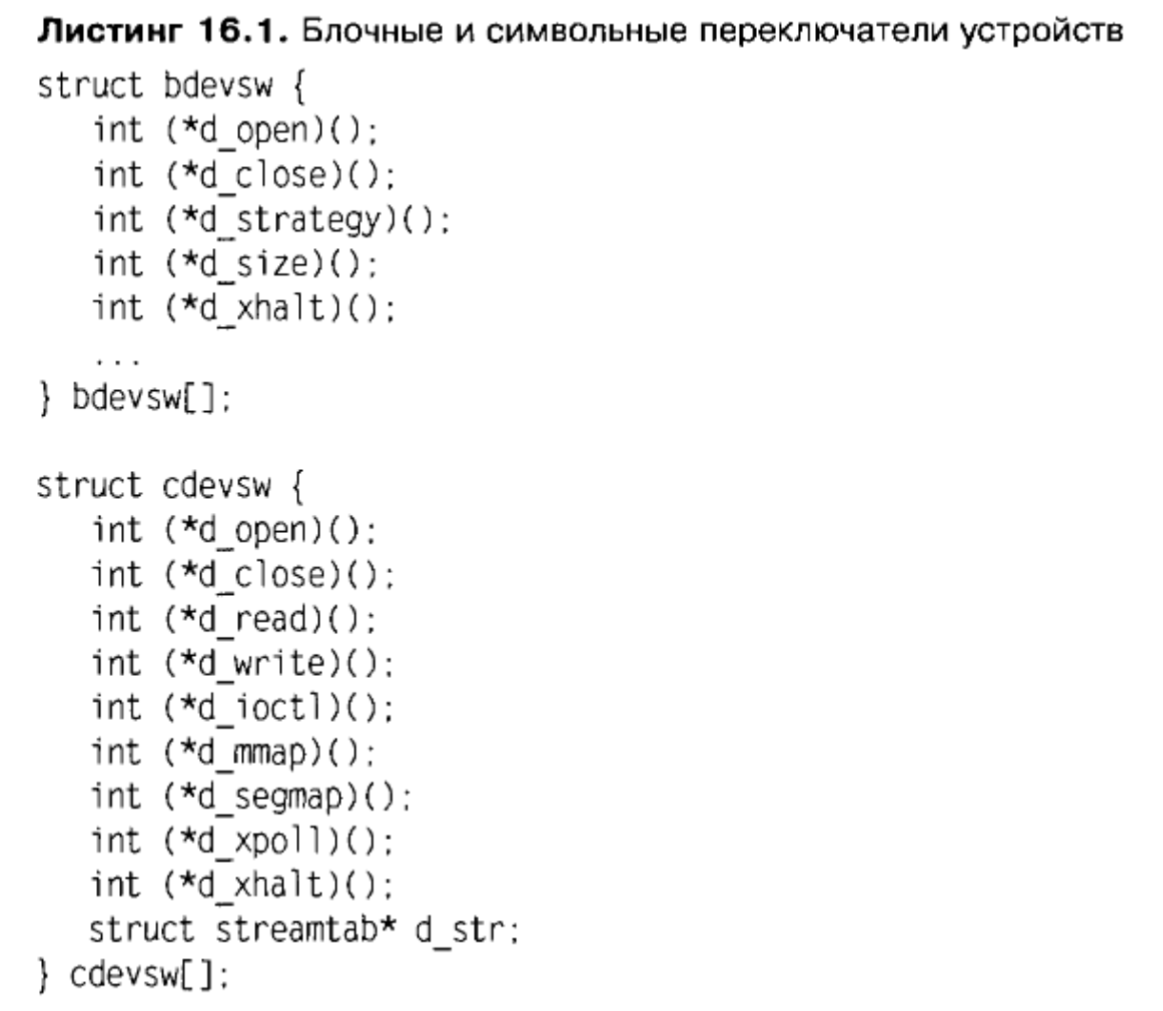 Листинг 16.1. Блочные и символьные переключатели устройств
struct bdevsw {
int (*d_open)();
int (*d_close)();
int (*d_strategy)();
int (*d_size)();
int (*d_xhalt)();
...
} bdevsw[];
struct cdevsw {
int (*d_open)();
int (*d_close)();
int (*d_read)();
int (*d_write)();
int (*d_ioctl)();
int (*d_mmap)();
int (*d_segmap)();
int (*d_xpoll)();
int (*d_xhalt)();
struct streamtab* d_str;
} cdevsw[];